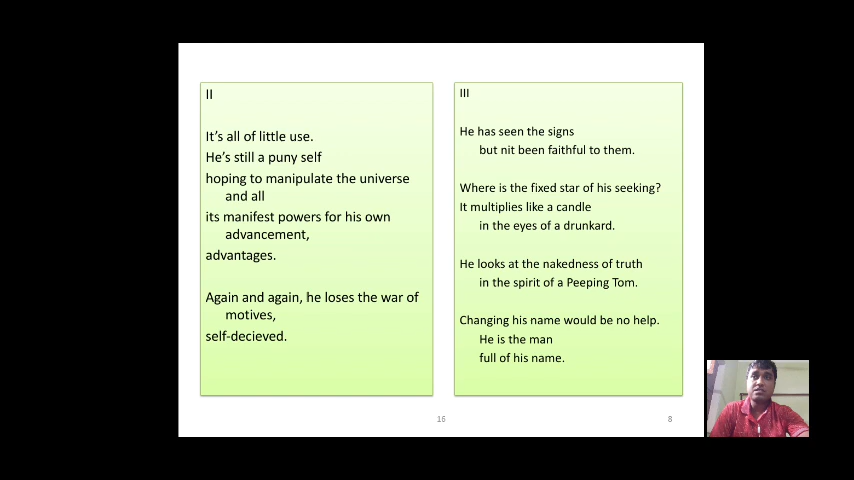 II
It's all of little use.
He's still a puny self
hoping to manipulate the universe
and all
its manifest powers for his own
advancement,
advantages.
Again and again, he loses the war of
motives,
self-decieved.
III
He has seen the signs
but nit been faithful to them.
Where is the fixed star of his seeking?
It multiplies like a candle
in the eyes of a drunkard.
He looks at the nakedness of truth
in the spirit of a Peeping Tom.
Changing his name would be no help.
He is the man
full of his name.
16
8